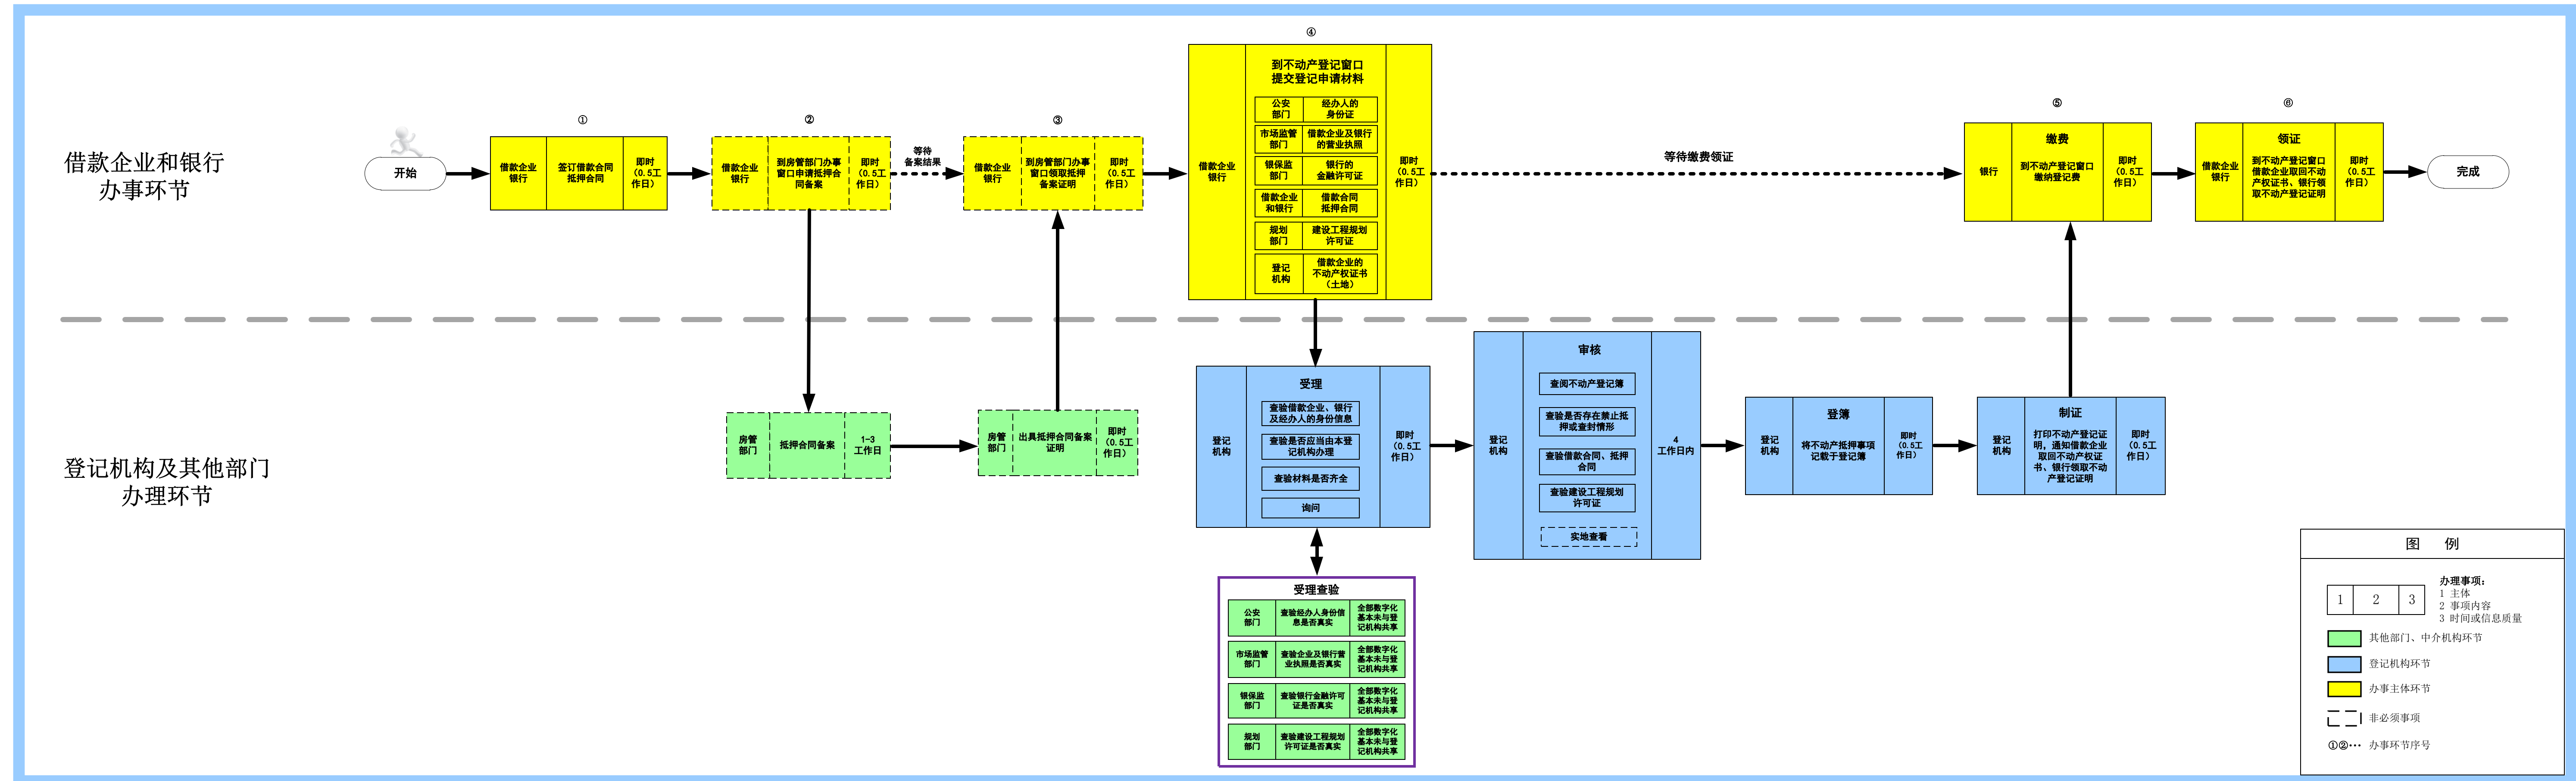 借款企业和银行
办事环节
开始
①
借款企业
银行
签订借款合同
抵押合同
即时
（0.5工
作日）
②
借款企业
银行
到房管部门办事
窗口申请抵押合
同备案
即时
（0.5工
作日）
等待
备案结果
③
借款企业
银行
到房管部门办事
窗口领取抵押
备案证明
即时
（0.5工
作日）
④
借款企业
银行
到不动产登记窗口
提交登记申请材料
公安
部门
经办人的
身份证
市场监管
部门
借款企业及银行
的营业执照
银保监
部门
银行的
金融许可证
借款企业
和银行
借款合同
抵押合同
规划
部门
建设工程规划
许可证
登记
机构
借款企业的
不动产权证书
（土地）
即时
（0.5工
作日）
等待缴费领证
⑤
银行
缴费
到不动产登记窗口
缴纳登记费
即时
（0.5工
作日）
⑥
借款企业
银行
领证
到不动产登记窗口
借款企业取回不动
产权证书、银行领
取不动产登记证明
即时
（0.5工
作日）
完成
登记机构及其他部门
办理环节
房管
部门
抵押合同备案
1-3
工作日
房管
部门
出具抵押合同备案
证明
即时
（0.5工
作日）
登记
机构
受理
查验借款企业、银行
及经办人的身份信息
查验是否应当由本登
记机构办理
查验材料是否齐全
询问
即时
（0.5工
作日）
登记
机构
审核
查阅不动产登记簿
查验是否存在禁止抵
押或查封情形
查验借款合同、抵押
合同
查验建设工程规划
许可证
实地查看
4
工作日内
登记
机构
登簿
将不动产抵押事项
记载于登记簿
即时
（0.5工
作日）
登记
机构
制证
打印不动产登记证
明，通知借款企业
取回不动产权证
书、银行领取不动
产登记证明
即时
（0.5工
作日）
受理查验
公安
部门
查验经办人身份信
息是否真实
全部数字化
基本未与登
记机构共享
市场监管
部门
查验企业及银行营
业执照是否真实
全部数字化
基本未与登
记机构共享
银保监
部门
查验银行金融许可
证是否真实
全部数字化
基本未与登
记机构共享
规划
部门
查验建设工程规划
许可证是否真实
全部数字化
基本未与登
记机构共享
图 例
1 2 3
办理事项：
1 主体
2 事项内容
3 时间或信息质量
其他部门、中介机构环节
登记机构环节
办事主体环节
非必须事项
①②… 办事环节序号